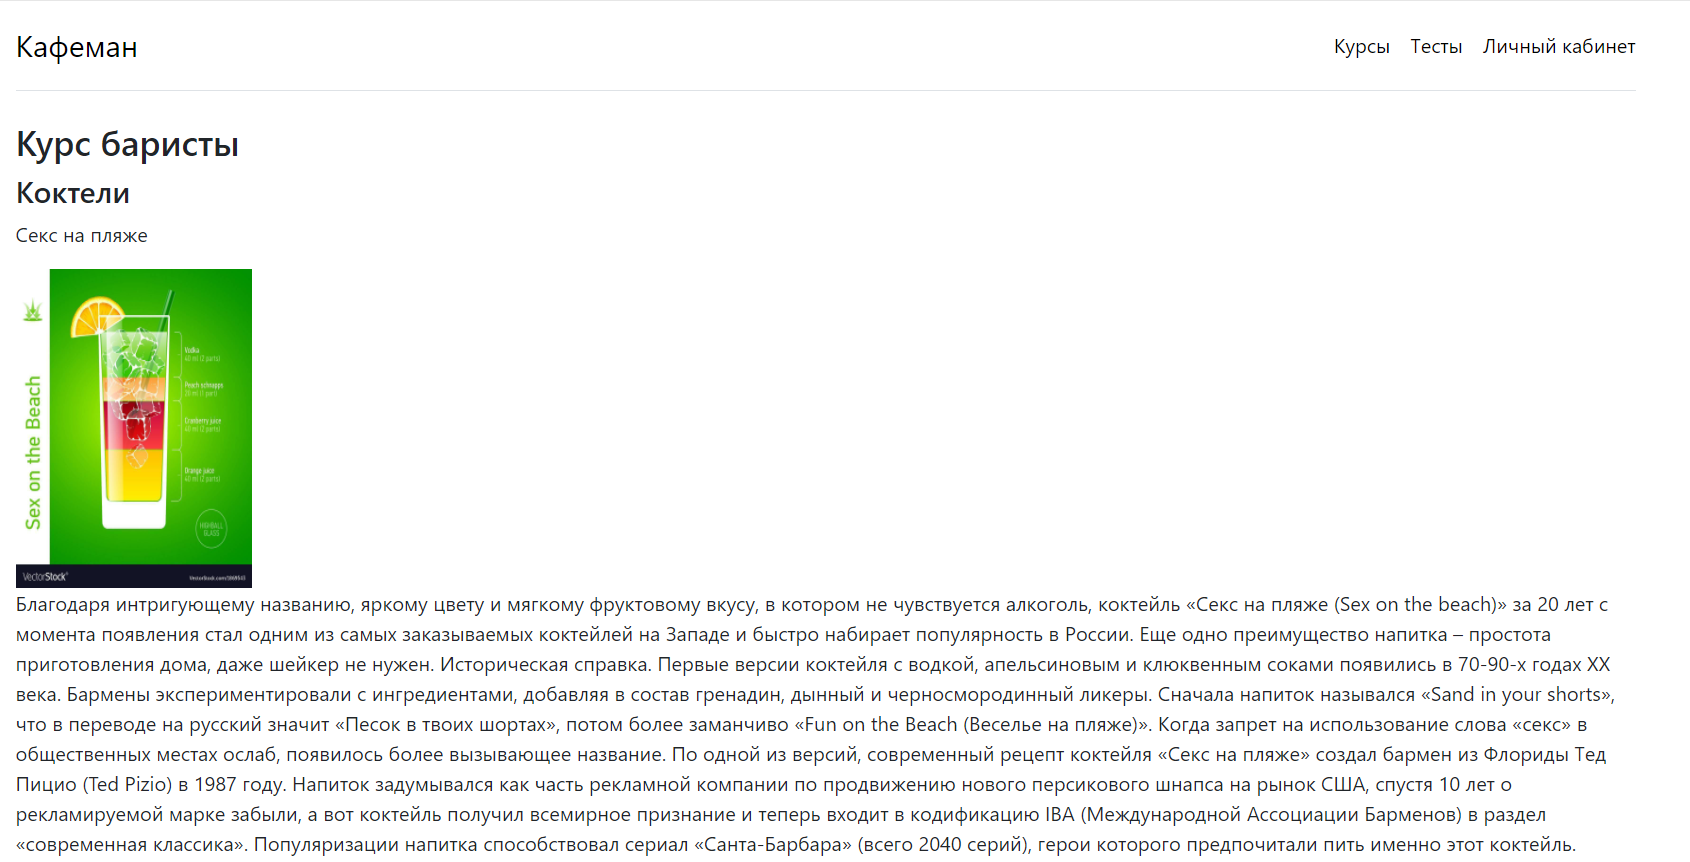 Кафеман
Курсы Тесты Личный кабинет
Курс баристы
Коктели
Секс на пляже
Sex on the Beach
Vodka
40 ml (2 parts)
Peach schnapps
20 ml (1 part)
Cranberry juice
40 ml (2 parts)
Orange juice
40 ml (2 parts)
HIGHBALL
GLASS
VectorStock®
Благодаря интригующему названию, яркому цвету и мягкому фруктовому вкусу, в котором не чувствуется алкоголь, коктейль «Секс на пляже (Sex on the beach)» за 20 лет с
момента появления стал одним из самых заказываемых коктейлей на Западе и быстро набирает популярность в России. Еще одно преимущество напитка – простота
приготовления дома, даже шейкер не нужен. Историческая справка. Первые версии коктейля с водкой, апельсиновым и клюквенным соками появились в 70-90-х годах XX
века. Бармены экспериментировали с ингредиентами, добавляя в состав гренадин, дынный и черносмородинный ликеры. Сначала напиток назывался «Sand in your shorts»,
что в переводе на русский значит «Песок в твоих шортах», потом более заманчиво «Fun on the Beach (Веселье на пляже)». Когда запрет на использование слова «секс» в
общественных местах ослаб, появилось более вызывающее название. По одной из версий, современный рецепт коктейля «Секс на пляже» создал бармен из Флориды Тед
Пицио (Ted Pizio) в 1987 году. Напиток задумывался как часть рекламной компании по продвижению нового персикового шнапса на рынок США, спустя 10 лет о
рекламируемой марке забыли, а вот коктейль получил всемирное признание и теперь входит в кодификацию IBA (Международной Ассоциации Барменов) в раздел
«современная классика». Популяризации напитка способствовал сериал «Санта-Барбара» (всего 2040 серий), герои которого предпочитали пить именно этот коктейль.